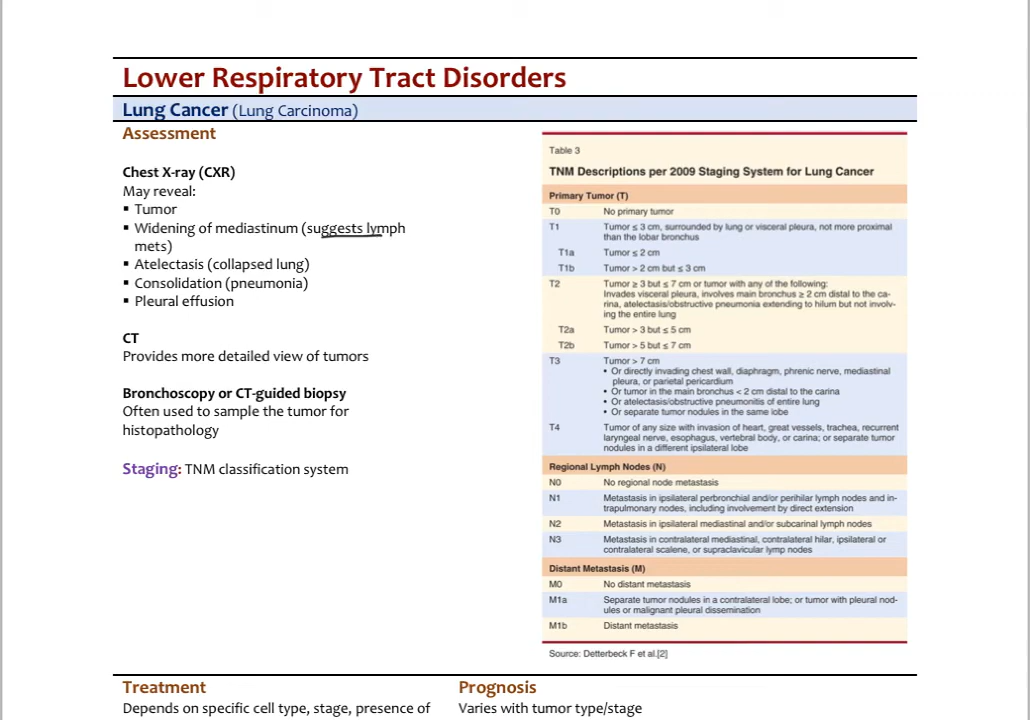 Lower Respiratory Tract Disorders
Lung Cancer (Lung Carcinoma)
Assessment
Chest X-ray (CXR)
May reveal:
▪ Tumor
▪ Widening of mediastinum (suggests lymph
mets)
▪ Atelectasis (collapsed lung)
▪ Consolidation (pneumonia)
▪ Pleural effusion
CT
Provides more detailed view of tumors
Bronchoscopy or CT-guided biopsy
Often used to sample the tumor for
histopathology
Staging: TNM classification system
Table 3
TNM Descriptions per 2009 Staging System for Lung Cancer
Primary Tumor (T)
T0 No primary tumor
T1 Tumor ≤ 3 cm, surrounded by lung or visceral pleura, not more proximal
than the lobar bronchus
T1a Tumor ≤ 2 cm
T1b Tumor > 2 cm but ≤ 3 cm
T2 Tumor ≥ 3 but ≤ 7 cm or tumor with any of the following:
Invades visceral pleura, involves main bronchus ≥ 2 cm distal to the ca-
rina, atelectasis/obstructive pneumonia extending to hilum but not involv-
ing the entire lung
T2a Tumor > 3 but ≤ 5 cm
T2b Tumor > 5 but ≤ 7 cm
T3 Tumor > 7 cm
• Or directly invading chest wall, diaphragm, phrenic nerve, mediastinal
pleura, or parietal pericardium
• Or tumor in the main bronchus < 2 cm distal to the carina
• Or atelectasis/obstructive pneumonitis of entire lung
• Or separate tumor nodules in the same lobe
T4 Tumor of any size with invasion of heart, great vessels, trachea, recurrent
laryngeal nerve, esophagus, vertebral body, or carina; or separate tumor
nodules in a different ipsilateral lobe
Regional Lymph Nodes (N)
N0 No regional node metastasis
N1 Metastasis in ipsilateral perbronchial and/or perihilar lymph nodes and in-
trapulmonary nodes, including involvement by direct extension
N2 Metastasis in ipsilateral mediastinal and/or subcarinal lymph nodes
N3 Metastasis in contralateral mediastinal, contralateral hilar, ipsilateral or
contralateral scalene, or supraclavicular lymp nodes
Distant Metastasis (M)
M0 No distant metastasis
M1a Separate tumor nodules in a contralateral lobe; or tumor with pleural nod-
ules or malignant pleural dissemination
M1b Distant metastasis
Source: Detterbeck F et al.[2]
Treatment
Depends on specific cell type, stage, presence of
Prognosis
Varies with tumor type/stage